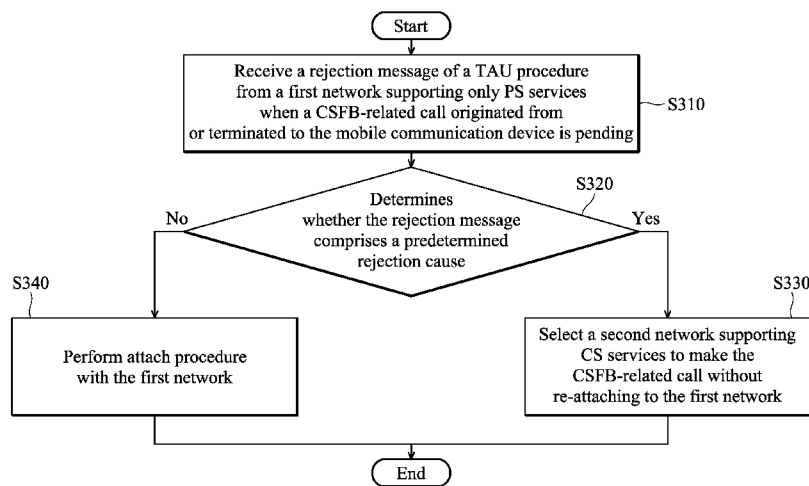 Start
Receive a rejection message of a TAU procedure
from a first network supporting only PS services
when a CSFB-related call originated from
or terminated to the mobile communication device is pending
S310
S320
Determines
whether the rejection message
comprises a predetermined
rejection cause
No
Yes
S340
S330
Perform attach procedure
with the first network
Select a second network supporting
CS services to make the
CSFB-related call without
re-attaching to the first network
End